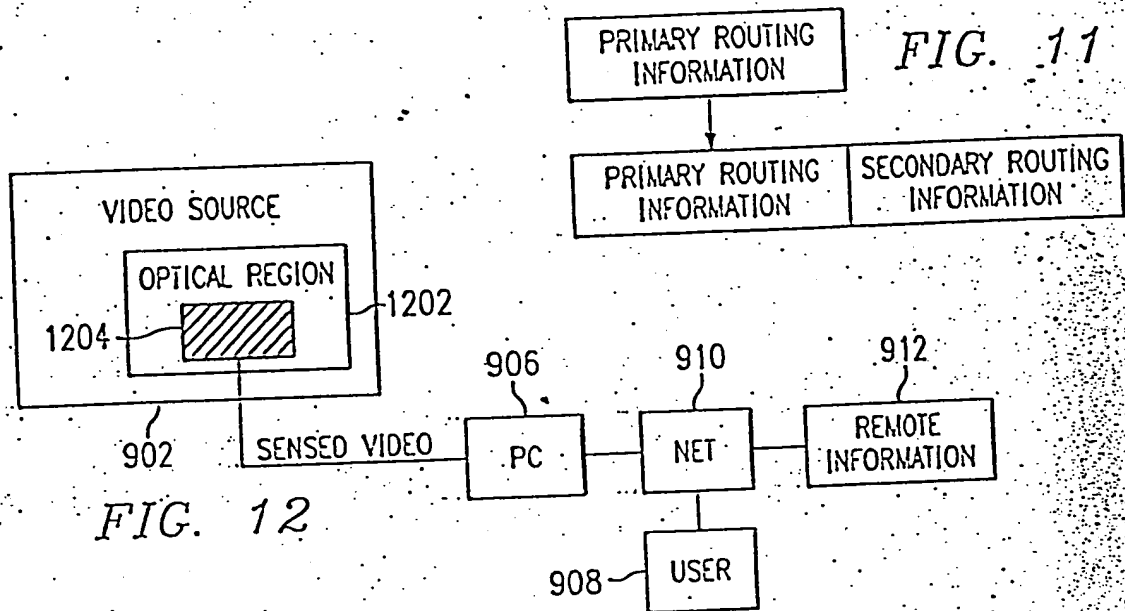 PRIMARY ROUTING
INFORMATION
FIG. 11
PRIMARY ROUTING
INFORMATION
SECONDARY ROUTING
INFORMATION
VIDEO SOURCE
OPTICAL REGION
1204
1202
902
SENSED VIDEO
906
PC
910
NET
912
REMOTE
INFORMATION
908
USER
FIG. 12